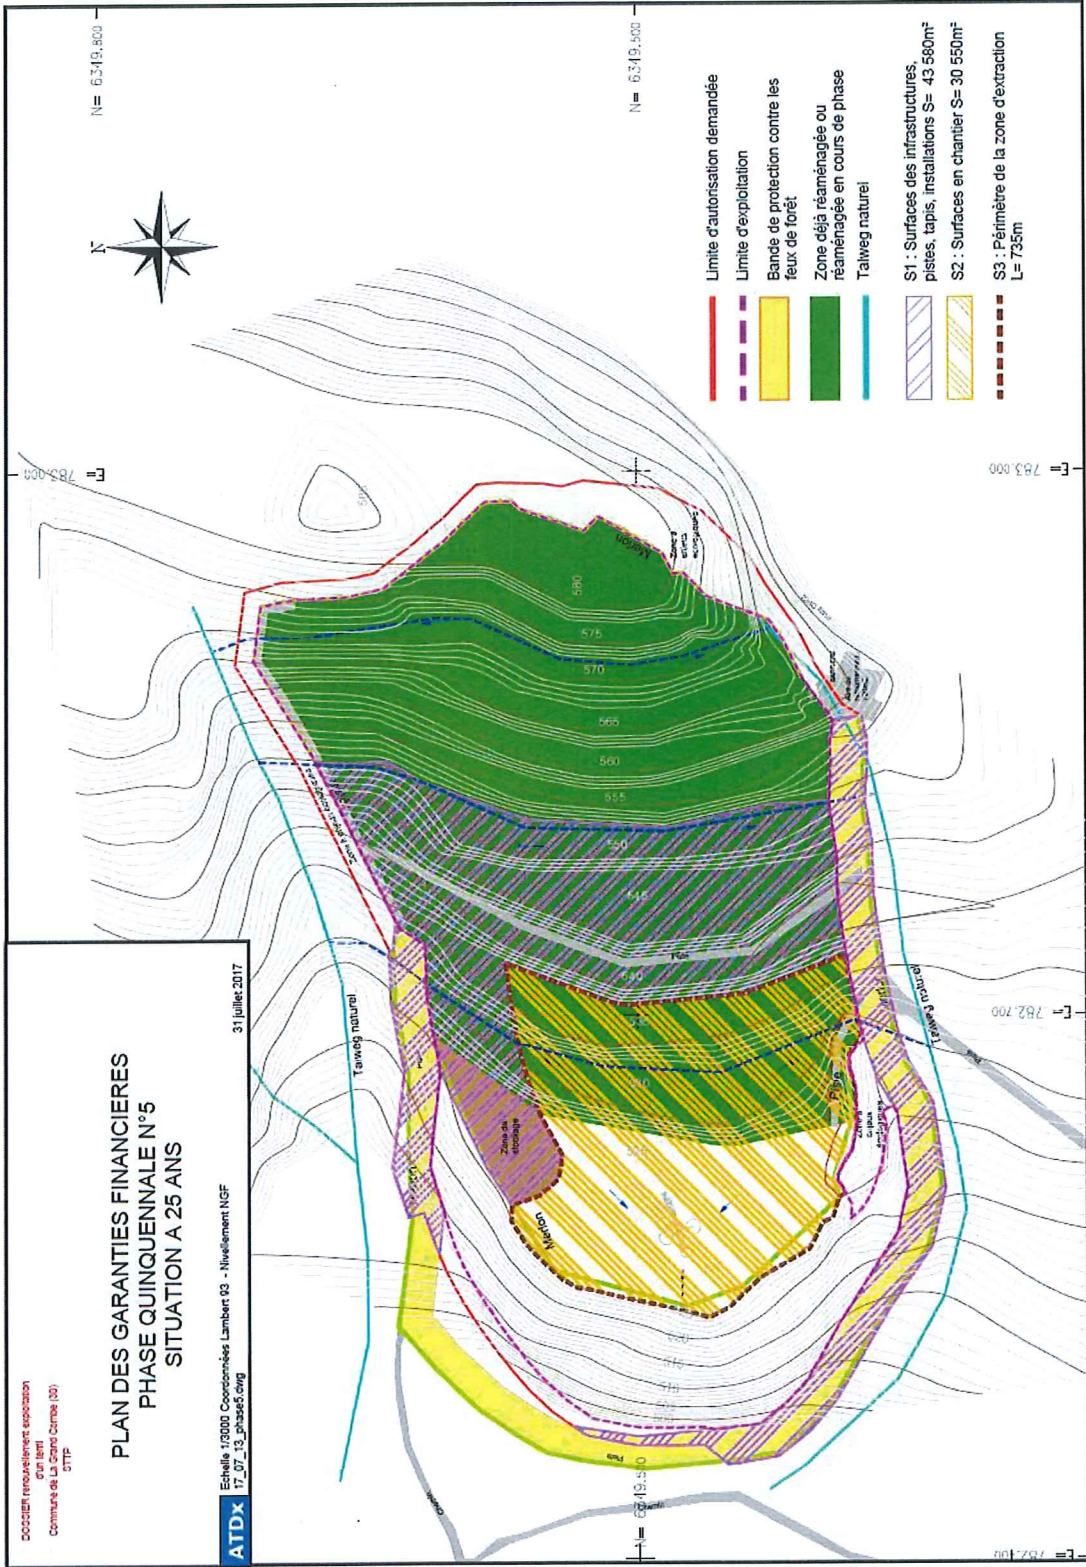 DOSSIER renouvellement exploitation
d'un terril
Commune de La Grand Combe (30)
STTP
PLAN DES GARANTIES FINANCIERES
PHASE QUINQUENNALE N°5
SITUATION A 25 ANS
31 juillet 2017
ATDx
Echelle 1/3000 Coordonnées Lambert 93 - Nivellement NGF
17_07_13_phase5.dwg
N= 6349.800
N= 6349.500
E= 783.000
N
Limite d'autorisation demandée
Limite d'exploitation
Bande de protection contre les
feux de forêt
Zone déjà réaménagée ou
réaménagée en cours de phase
Talweg naturel
S1 : Surfaces des infrastructures,
pistes, tapis, installations S= 43 580m²
S2 : Surfaces en chantier S= 30 550m²
S3 : Périmètre de la zone d'extraction
L= 735m
Talweg naturel
Talweg naturel
Zone de
stockage
Merlon
Merlon
Piste
Piste
Piste
580
575
570
565
560
555
550
E= 783.000
E= 782.700
E= 782.400
N= 6349.500